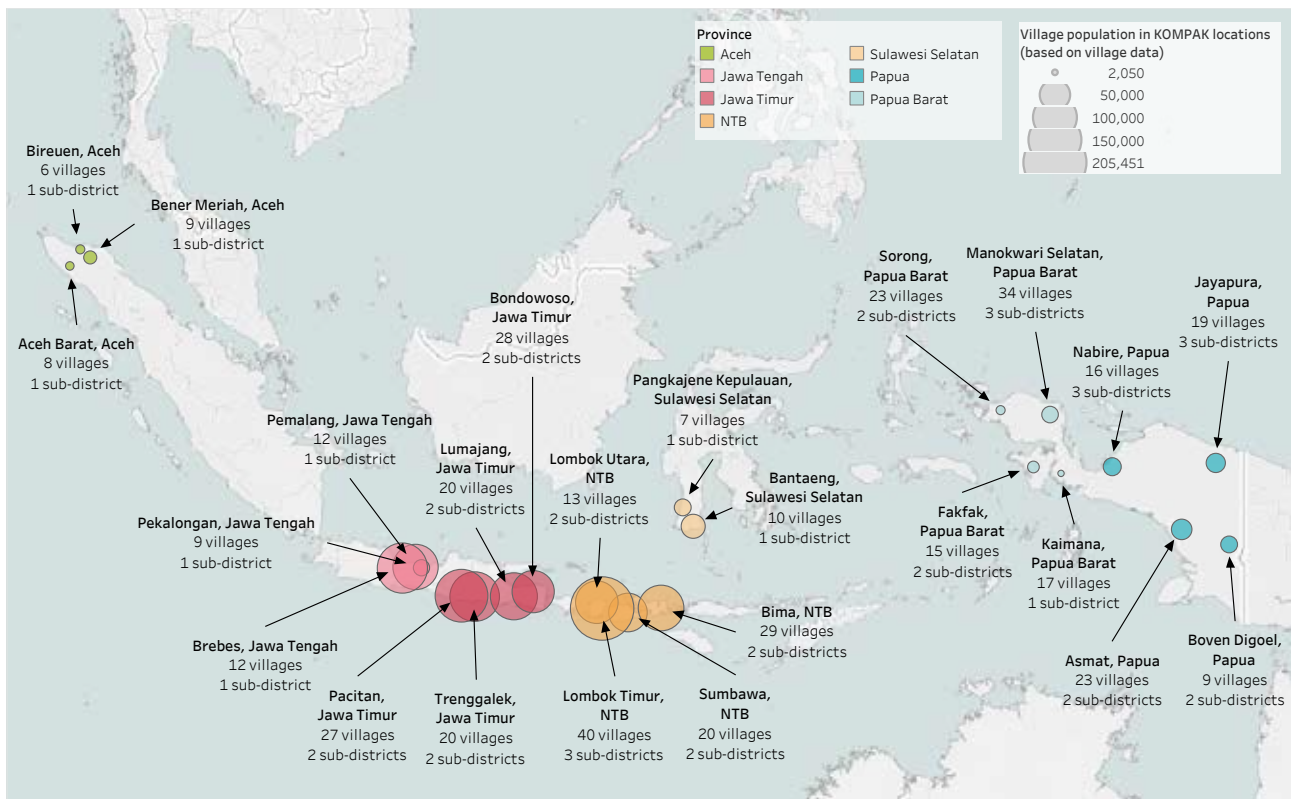 Province
Aceh
Jawa Tengah
Jawa Timur
NTB
Sulawesi Selatan
Papua
Papua Barat
Village population in KOMPAK locations
(based on village data)
2,050
50,000
100,000
150,000
205,451
Bireuen, Aceh
6 villages
1 sub-district
Bener Meriah, Aceh
9 villages
1 sub-district
Aceh Barat, Aceh
8 villages
1 sub-district
Bondowoso,
Jawa Timur
28 villages
2 sub-districts
Pemalang, Jawa Tengah
12 villages
1 sub-district
Lumajang,
Jawa Timur
20 villages
2 sub-districts
Lombok Utara,
NTB
13 villages
2 sub-districts
Pangkajene Kepulauan,
Sulawesi Selatan
7 villages
1 sub-district
Bantaeng,
Sulawesi Selatan
10 villages
1 sub-district
Sorong,
Papua Barat
23 villages
2 sub-districts
Manokwari Selatan,
Papua Barat
34 villages
3 sub-districts
Nabire, Papua
16 villages
3 sub-districts
Jayapura,
Papua
19 villages
3 sub-districts
Pekalongan, Jawa Tengah
9 villages
1 sub-district
Brebes, Jawa Tengah
12 villages
1 sub-district
Pacitan,
Jawa Timur
27 villages
2 sub-districts
Trenggalek,
Jawa Timur
20 villages
2 sub-districts
Lombok Timur,
NTB
40 villages
3 sub-districts
Sumbawa,
NTB
20 villages
2 sub-districts
Bima, NTB
29 villages
2 sub-districts
Fakfak,
Papua Barat
15 villages
2 sub-districts
Kaimana,
Papua Barat
17 villages
1 sub-district
Asmat, Papua
23 villages
2 sub-districts
Boven Digoel,
Papua
9 villages
2 sub-districts